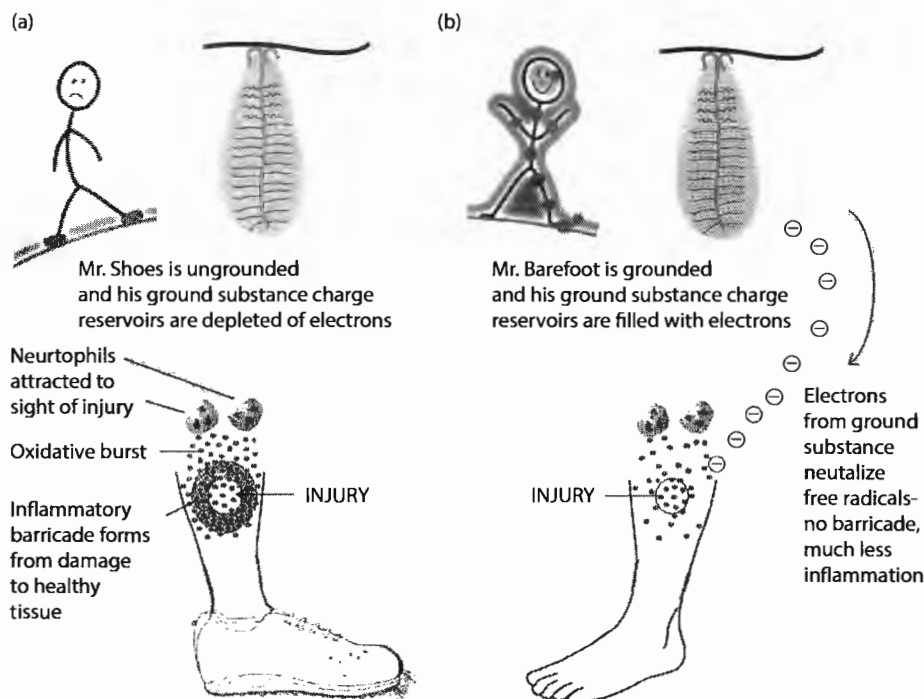 (a)
Mr. Shoes is ungrounded
and his ground substance charge
reservoirs are depleted of electrons
Neurtophils
attracted to
sight of injury
Oxidative burst
INJURY
Inflammatory
barricade forms
from damage
to healthy
tissue
(b)
Mr. Barefoot is grounded
and his ground substance charge
reservoirs are filled with electrons
INJURY
Electrons
from ground
substance
neutalize
free radicals-
no barricade,
much less
inflammation